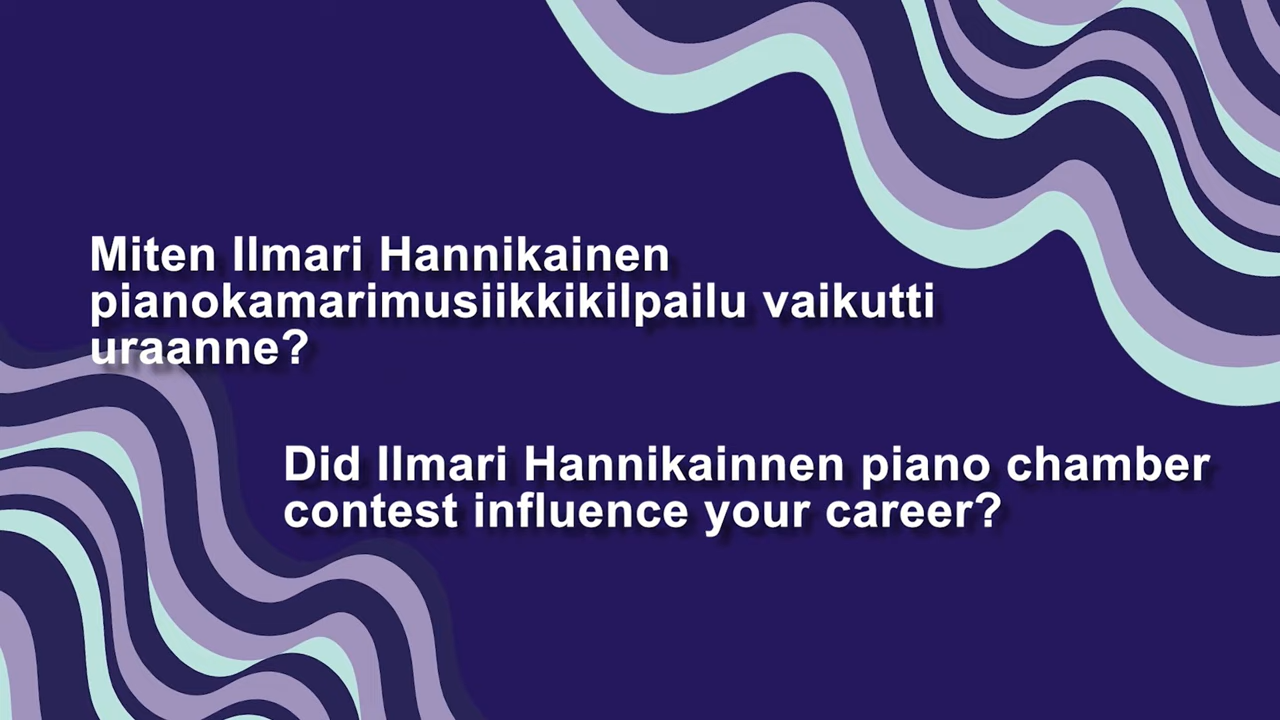 Miten Ilmari Hannikainen
pianokamarimusiikkikilpailu vaikutti
uraanne?
Did Ilmari Hannikainnen piano chamber
contest influence your career?